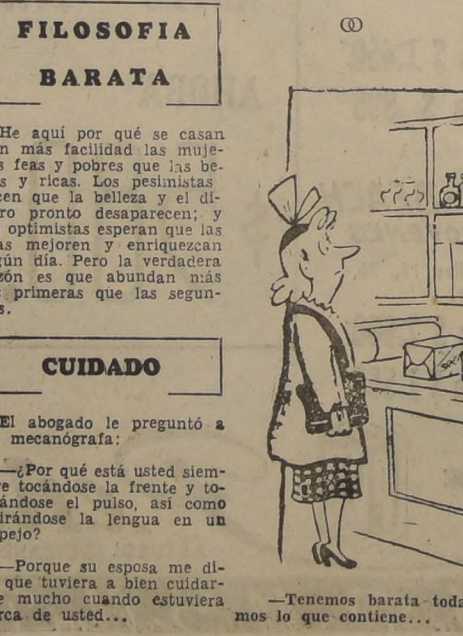 FILOSOFIA
BARATA
He aquí por qué se casan
n más facilidad las muje-
s feas y pobres que las be-
s y ricas. Los pesimistas
cen que la belleza y el di-
ro pronto desaparecen; y
optimistas esperan que las
as mejoren y enriquezcan
gún día. Pero la verdadera
zón es que abundan más
primeras que las segun-
s.
CUIDADO
El abogado le preguntó a
mecanógrafa:
—¿Por qué está usted siem-
e tocándose la frente y to-
ándose el pulso, así como
irándose la lengua en un
pejo?
—Porque su esposa me di-
que tuviera a bien cuidar-
e mucho cuando estuviera
rca de usted...
—Tenemos barata toda
mos lo que contiene...